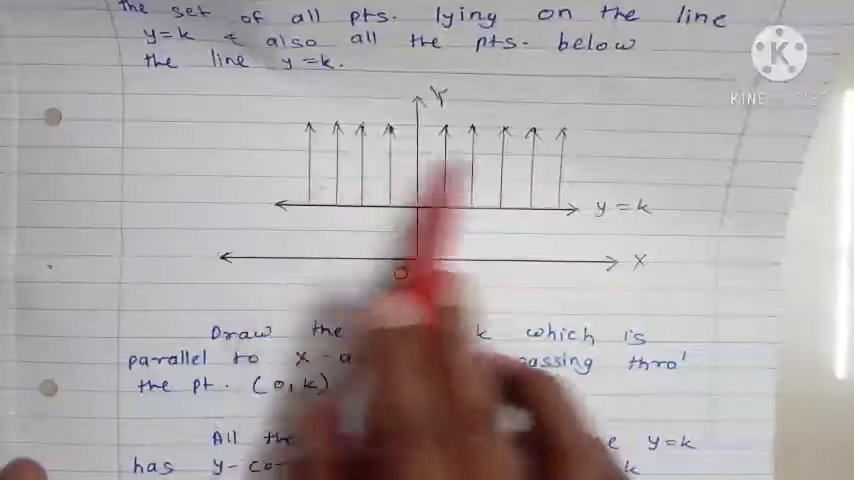 the set of all pts. lying on the line
y=k & also all the pts. below
the line y=k.
KINE
Y
y=k
X
O
Draw the k which is
parallel to x-a passing thro'
the pt. (0,k)
All the y=k
has y-co- k